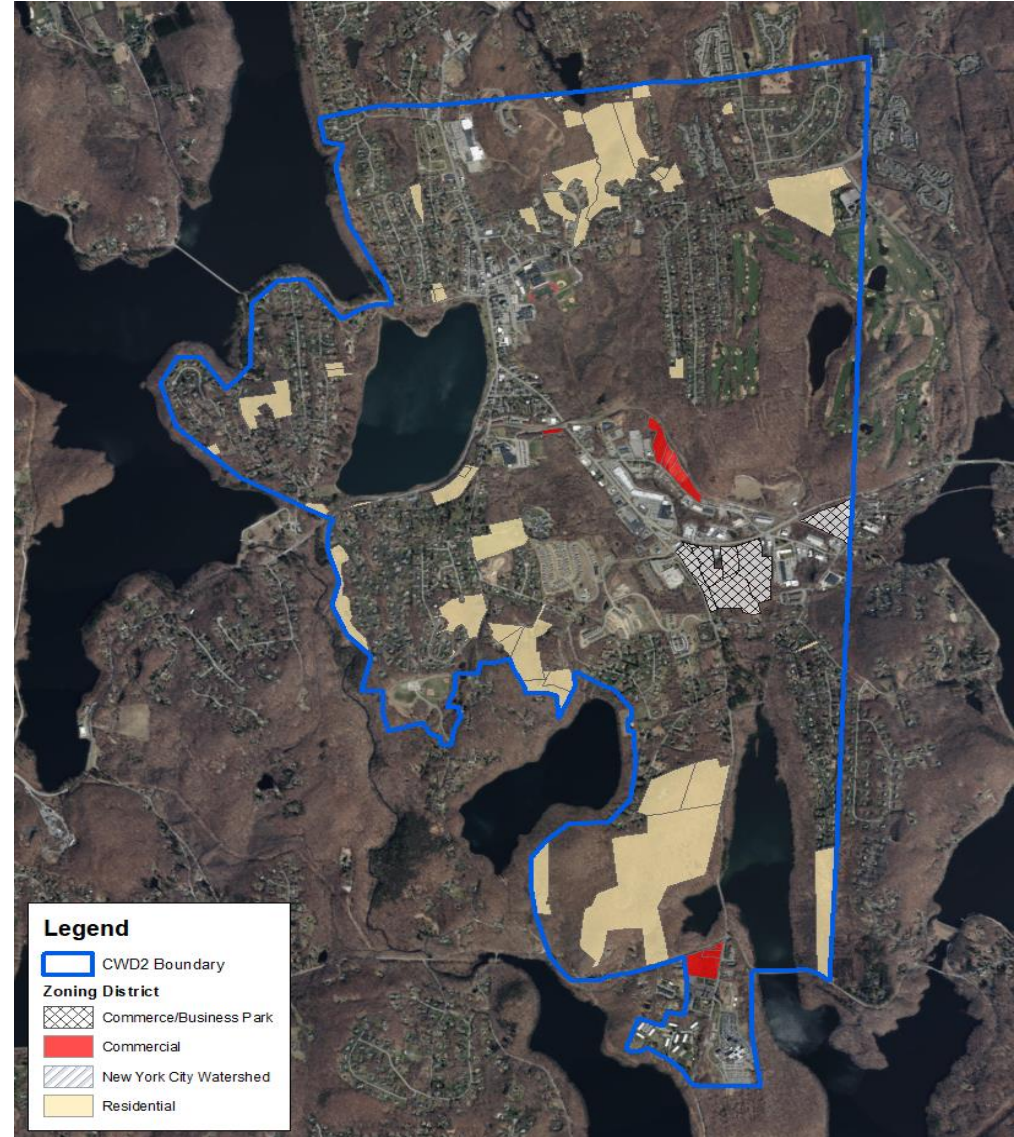 Legend
CWD2 Boundary
Zoning District
Commerce/Business Park
Commercial
New York City Watershed
Residential